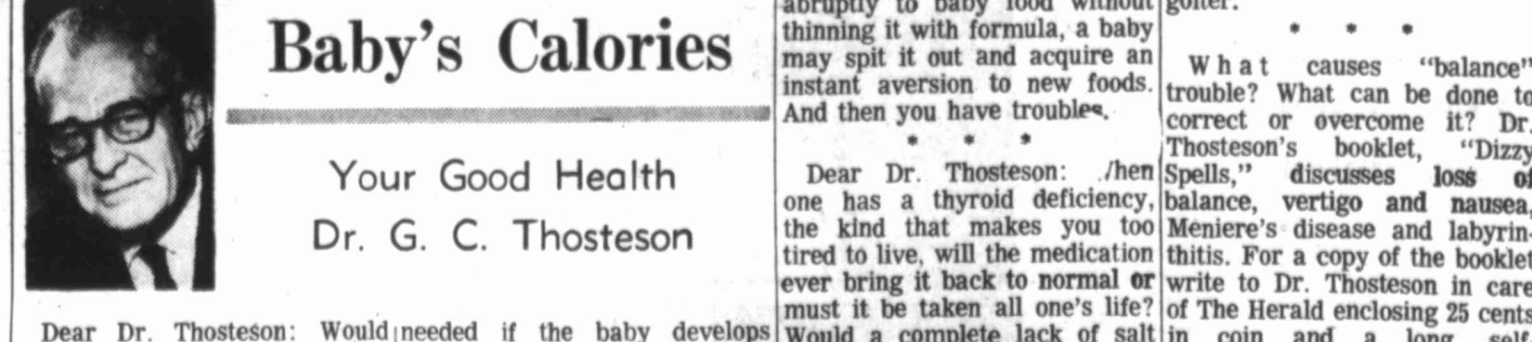 Baby's Calories
Your Good Health
Dr. G. C. Thosteson
Dear Dr. Thosteson: Would
needed if the baby develops
abruptly to baby food without
thinning it with formula, a baby
may spit it out and acquire an
instant aversion to new foods.
And then you have troubles.
* * *
Dear Dr. Thosteson: /hen
one has a thyroid deficiency,
the kind that makes you too
tired to live, will the medication
ever bring it back to normal or
must it be taken all one's life?
Would a complete lack of salt
goiter.
* * *
What causes “balance”
trouble? What can be done to
correct or overcome it? Dr.
Thosteson's booklet, “Dizzy
Spells,” discusses loss of
balance, vertigo and nausea,
Meniere's disease and labyrin-
thitis. For a copy of the booklet
write to Dr. Thosteson in care
of The Herald enclosing 25 cents
in coin and a long self-